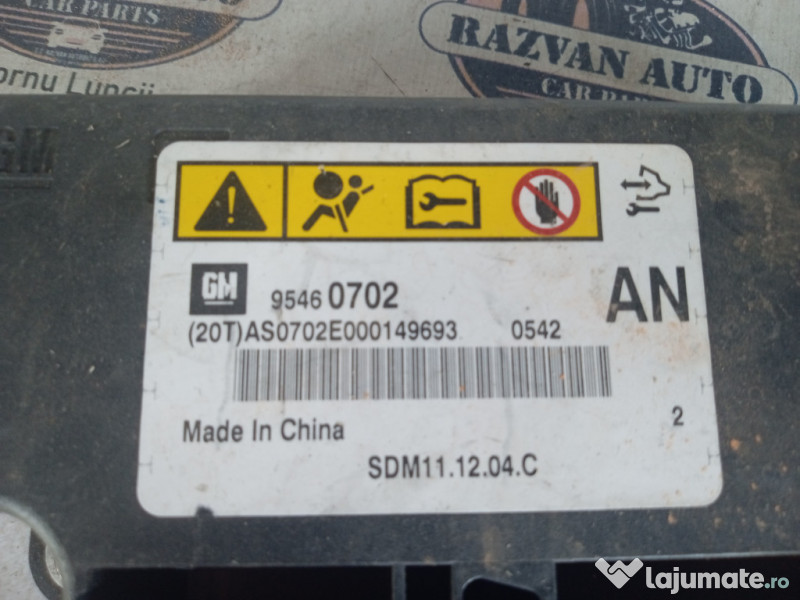 CAR PARTS
RAZVAN AUTO
CAR PARTS
ornu Luncii
GM
GM 9546 0702
AN
(20T)AS0702E000149693 0542
Made In China
2
SDM11.12.04.C
lajumate.ro